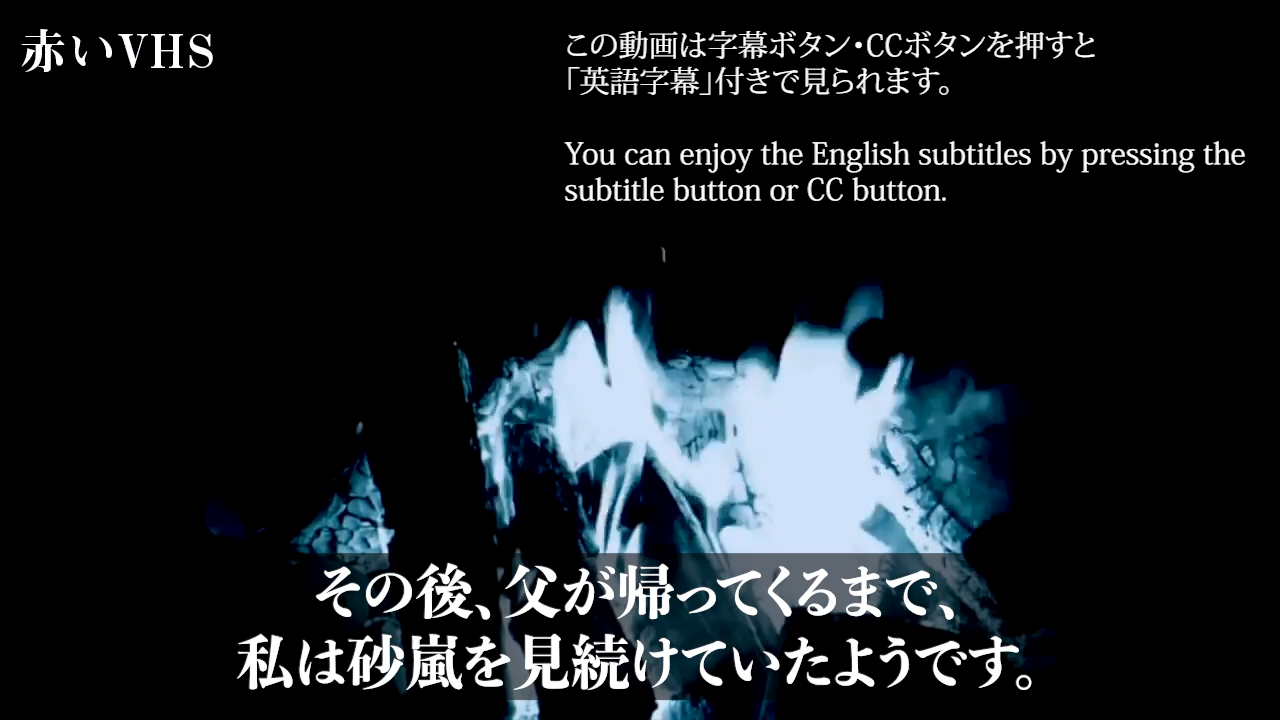 赤いVHS
この動画は字幕ボタン・CCボタンを押すと
「英語字幕」付きで見られます。
You can enjoy the English subtitles by pressing the
subtitle button or CC button.
その後、父が帰ってくるまで、
私は砂嵐を見続けていたようです。